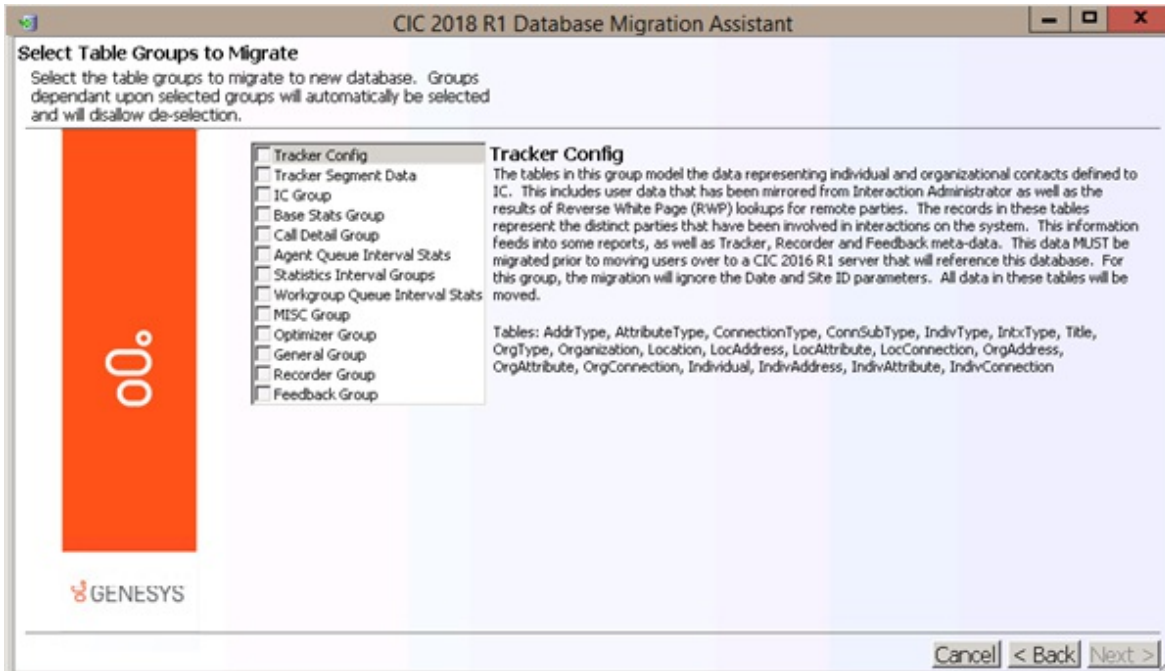 CIC 2018 R1 Database Migration Assistant
Select Table Groups to Migrate
Select the table groups to migrate to new database. Groups
dependant upon selected groups will automatically be selected
and will disallow de-selection.
Tracker Config
Tracker Segment Data
IC Group
Base Stats Group
Call Detail Group
Agent Queue Interval Stats
Statistics Interval Groups
Workgroup Queue Interval Stats
MISC Group
Optimizer Group
General Group
Recorder Group
Feedback Group
Tracker Config
The tables in this group model the data representing individual and organizational contacts defined to
IC. This includes user data that has been mirrored from Interaction Administrator as well as the
results of Reverse White Page (RWP) lookups for remote parties. The records in these tables
represent the distinct parties that have been involved in interactions on the system. This information
feeds into some reports, as well as Tracker, Recorder and Feedback meta-data. This data MUST be
migrated prior to moving users over to a CIC 2016 R1 server that will reference this database. For
this group, the migration will ignore the Date and Site ID parameters. All data in these tables will be
moved.
Tables: AddrType, AttributeType, ConnectionType, ConnSubType, IndivType, IntxType, Title,
OrgType, Organization, Location, LocAddress, LocAttribute, LocConnection, OrgAddress,
OrgAttribute, OrgConnection, Individual, IndivAddress, IndivAttribute, IndivConnection
GENESYS
Cancel < Back Next >